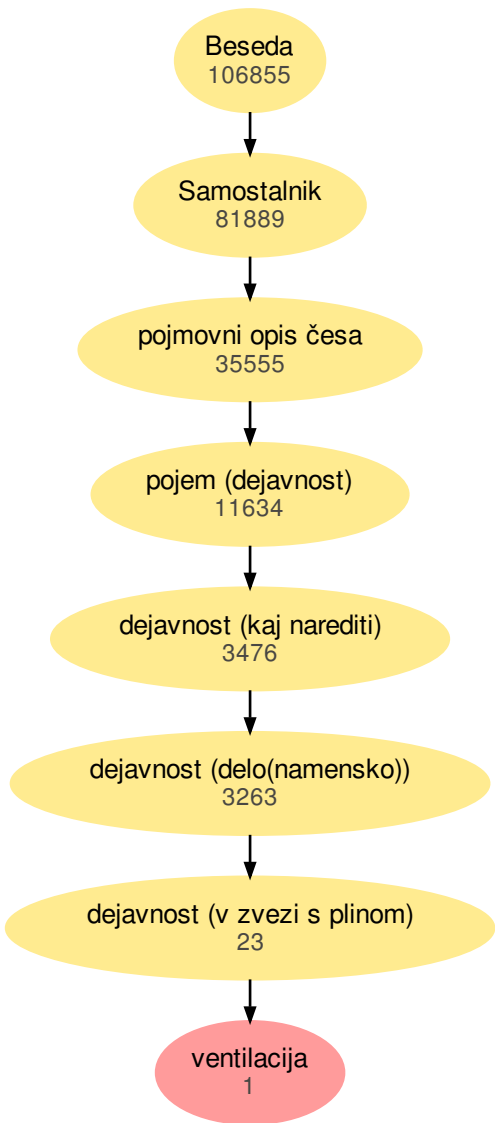 Beseda
106855
Samostalnik
81889
pojmovni opis česa
35555
pojem (dejavnost)
11634
dejavnost (kaj narediti)
3476
dejavnost (delo(namensko))
3263
dejavnost (v zvezi s plinom)
23
ventilacija
1